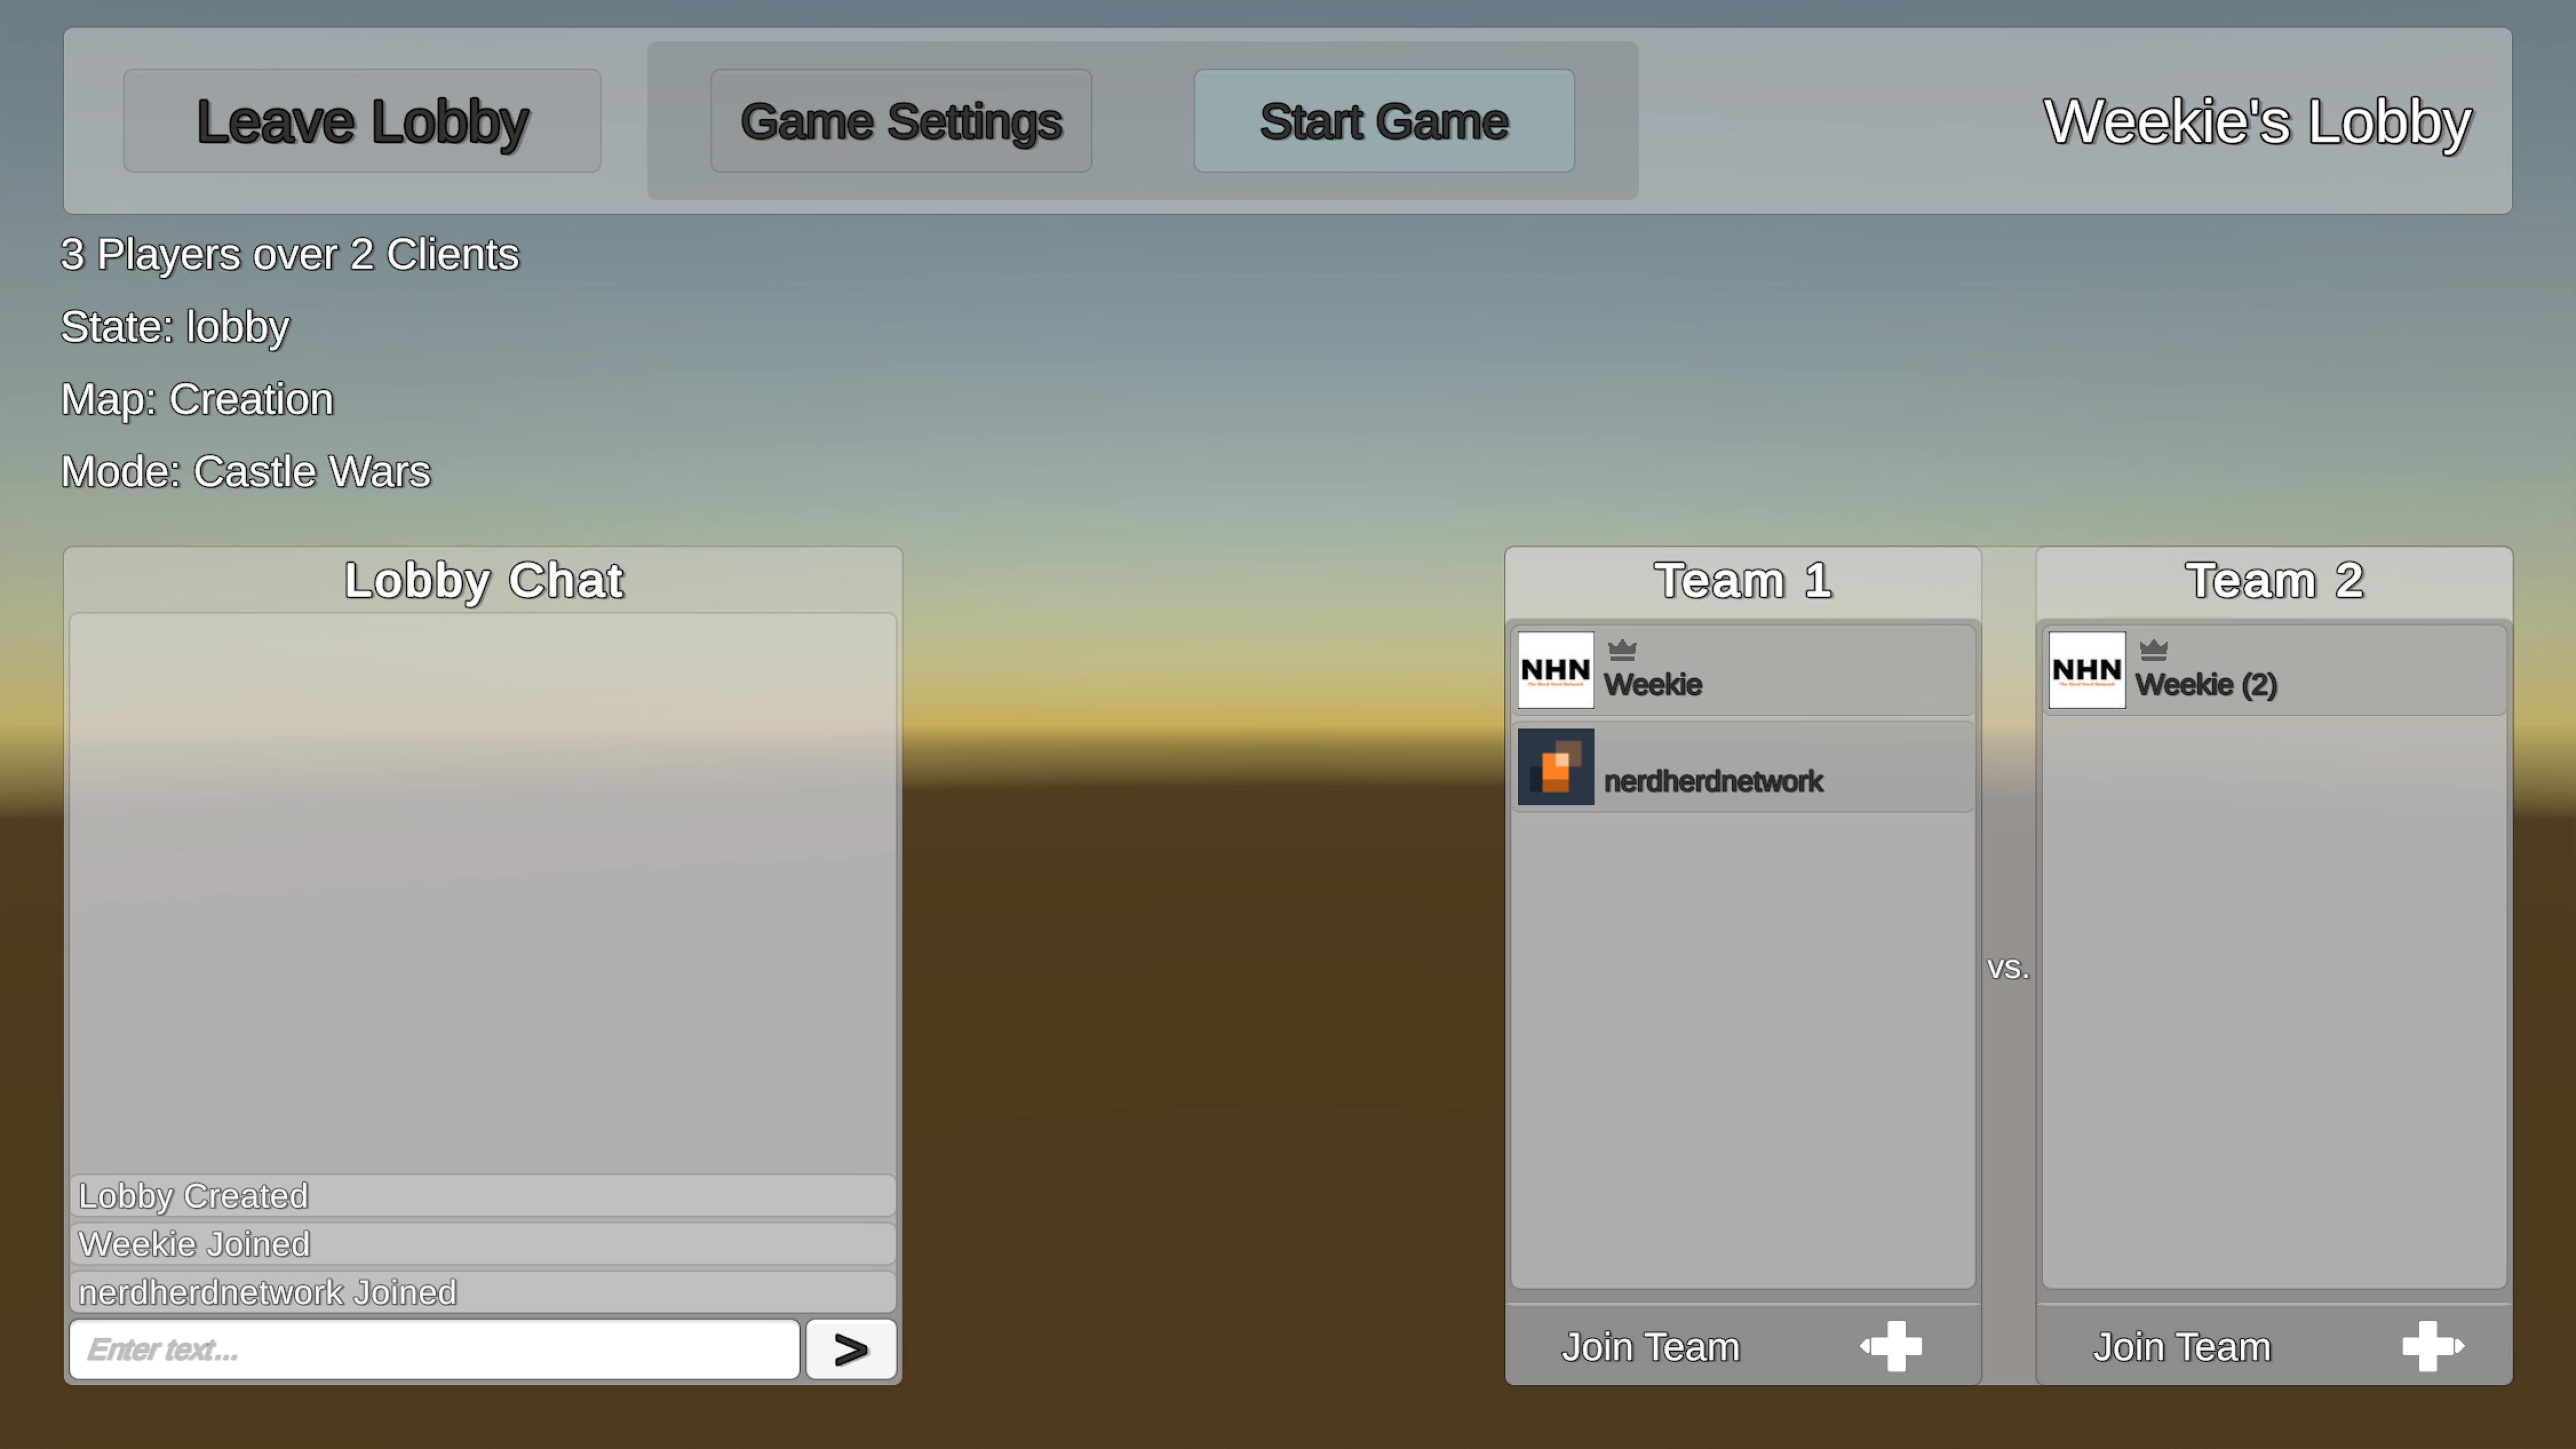 Leave Lobby
Game Settings
Start Game
Weekie's Lobby
3 Players over 2 Clients
State: lobby
Map: Creation
Mode: Castle Wars
Lobby Chat
Lobby Created
Weekie Joined
nerdherdnetwork Joined
Enter text...
>
Team 1
NHN
Weekie
nerdherdnetwork
Join Team
vs.
Team 2
NHN
Weekie (2)
Join Team